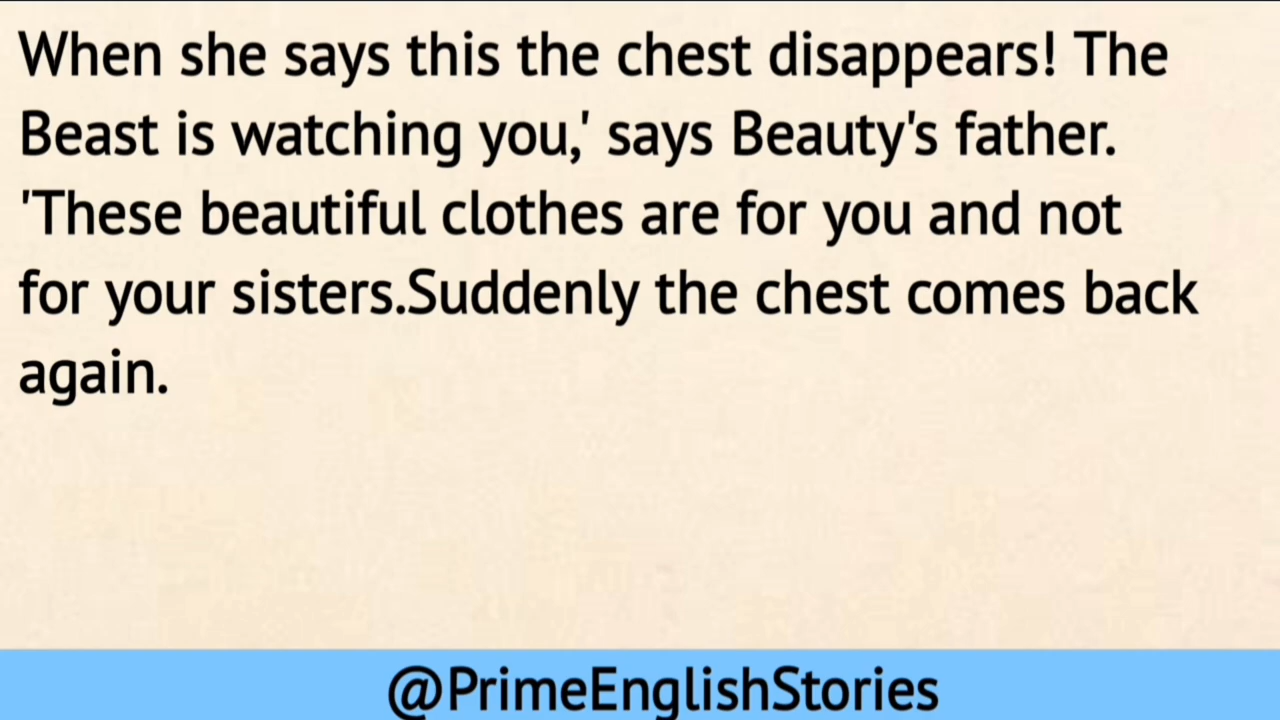 When she says this the chest disappears! The
Beast is watching you,' says Beauty's father.
'These beautiful clothes are for you and not
for your sisters.Suddenly the chest comes back
again.
@PrimeEnglishStories